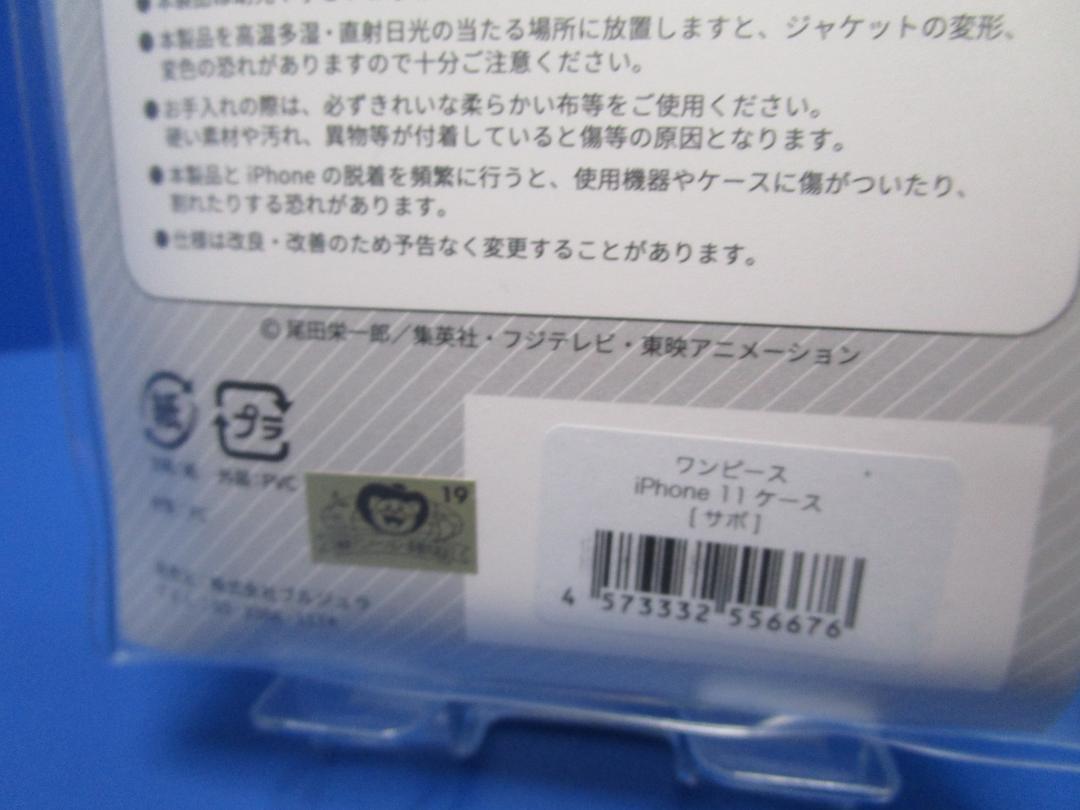 ●本製品を高温多湿・直射日光の当たる場所に放置しますと、ジャケットの変形、
変色の恐れがありますので十分ご注意ください。
●お手入れの際は、必ずきれいな柔らかい布等をご使用ください。
硬い素材や汚れ、異物等が付着していると傷等の原因となります。
●本製品と iPhone の脱着を頻繁に行うと、使用機器やケースに傷がついたり、
割れたりする恐れがあります。
●仕様は改良・改善のため予告なく変更することがあります。
© 尾田栄一郎／集英社・フジテレビ・東映アニメーション
紙
プラ
外装：PVC
19
株式会社
ワンピース
iPhone 11 ケース
[ サボ ]
4 573332 556676